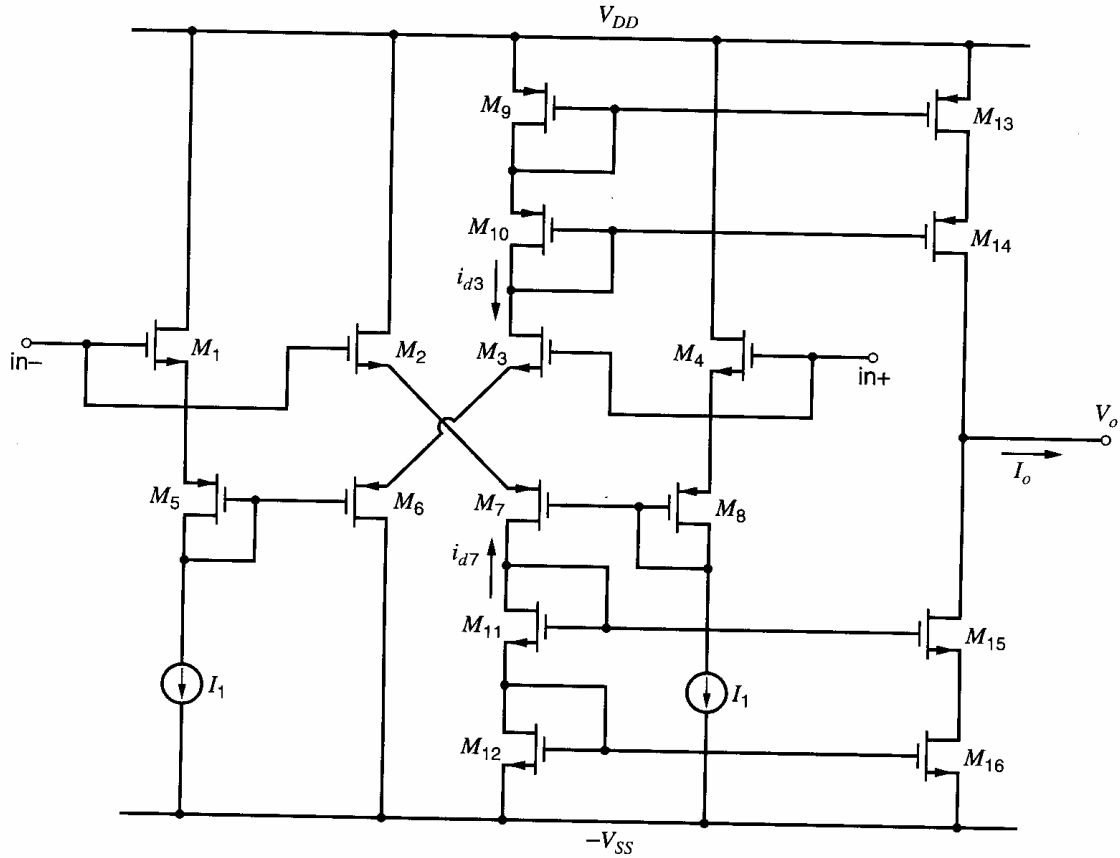 V_DD
M_9
M_13
M_10
M_14
i_d3
in−
M_1
M_2
M_3
M_4
in+
V_o
I_o
M_5
M_6
M_7
M_8
i_d7
M_11
M_15
I_1
I_1
M_12
M_16
−V_SS